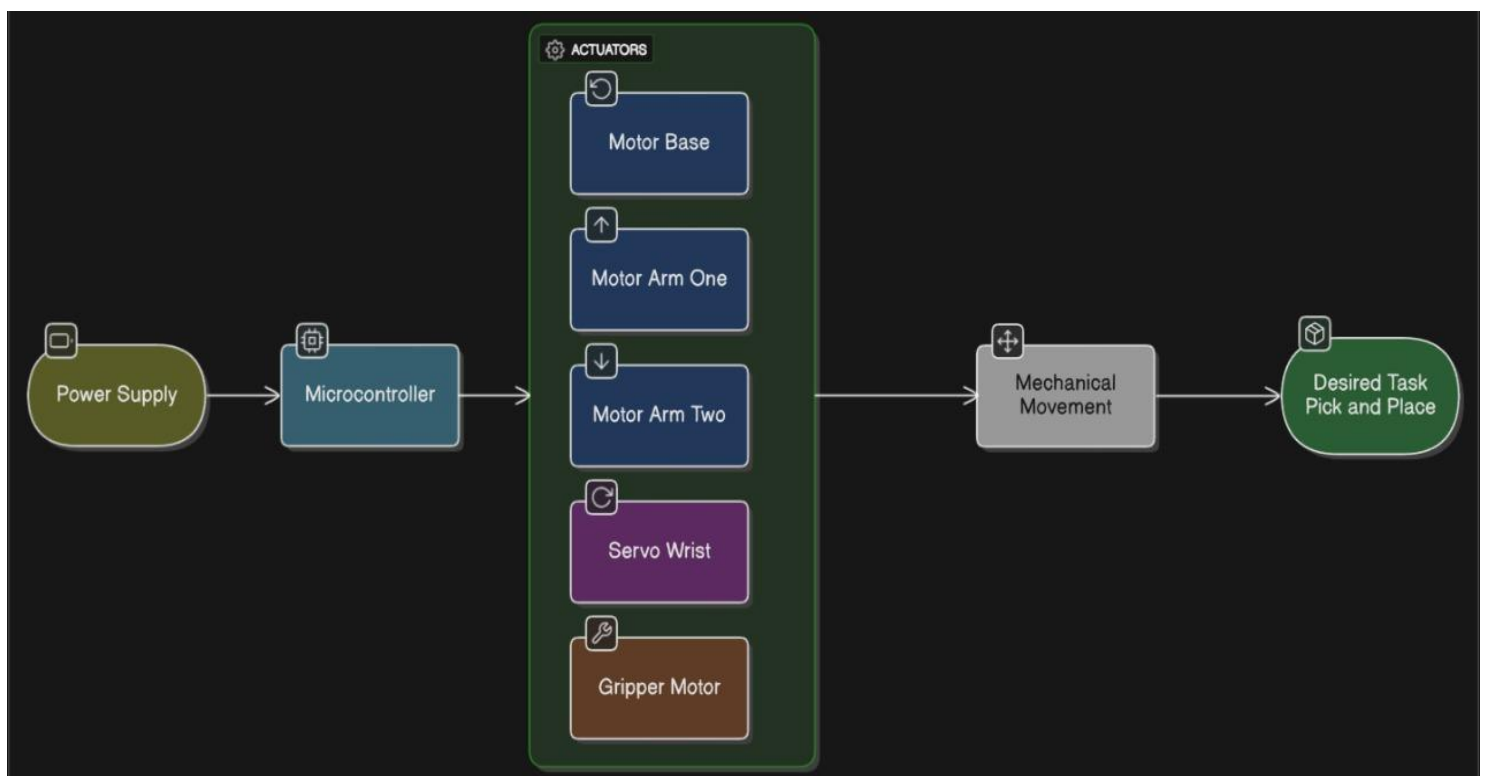 ACTUATORS
Motor Base
Motor Arm One
Motor Arm Two
Servo Wrist
Gripper Motor
Power Supply
Microcontroller
Mechanical
Movement
Desired Task
Pick and Place